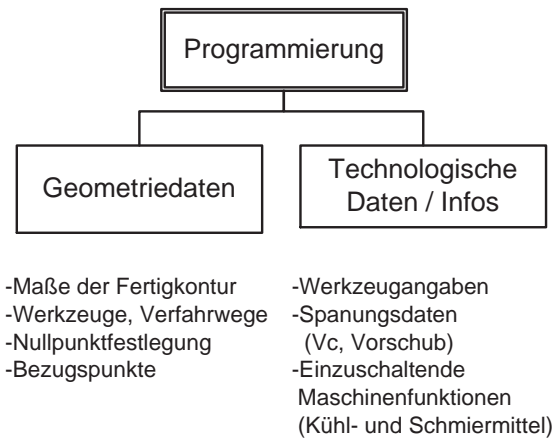 Programmierung
Geometriedaten
Technologische
Daten / Infos
-Maße der Fertigkontur
-Werkzeuge, Verfahrwege
-Nullpunktfestlegung
-Bezugspunkte
-Werkzeugangaben
-Spanungsdaten
(Vc, Vorschub)
-Einzuschaltende
Maschinenfunktionen
(Kühl- und Schmiermittel)